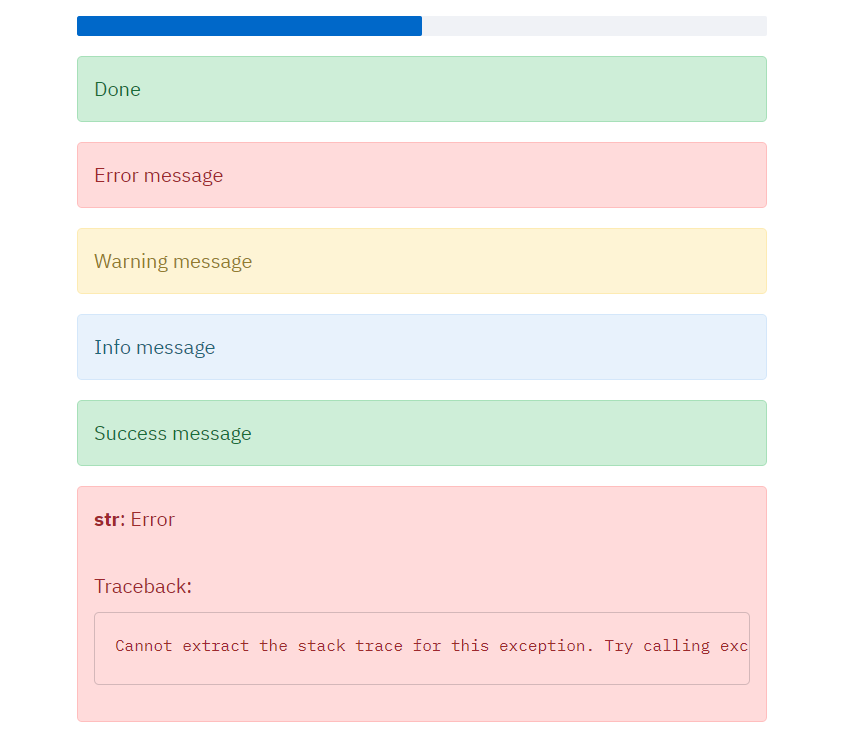 Done
Error message
Warning message
Info message
Success message
str: Error
Traceback:
Cannot extract the stack trace for this exception. Try calling exc